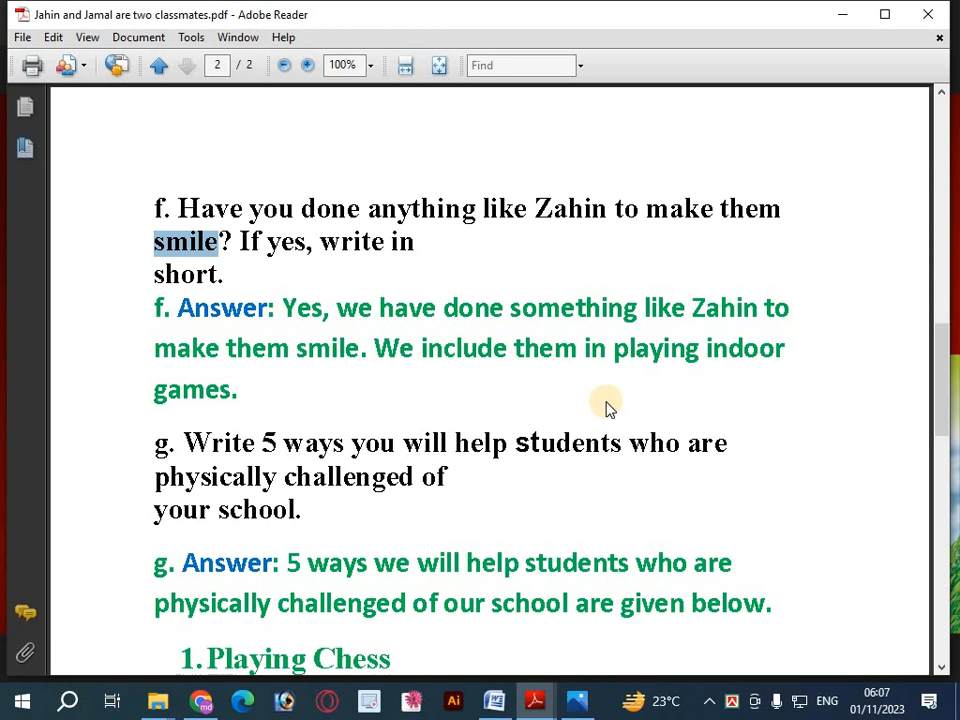 Jahin and Jamal are two classmates.pdf - Adobe Reader
File Edit View Document Tools Window Help
2 / 2 100% Find
f. Have you done anything like Zahin to make them
smile? If yes, write in
short.
f. Answer: Yes, we have done something like Zahin to
make them smile. We include them in playing indoor
games.
g. Write 5 ways you will help students who are
physically challenged of
your school.
g. Answer: 5 ways we will help students who are
physically challenged of our school are given below.
1. Playing Chess
23°C ENG 06:07
01/11/2023